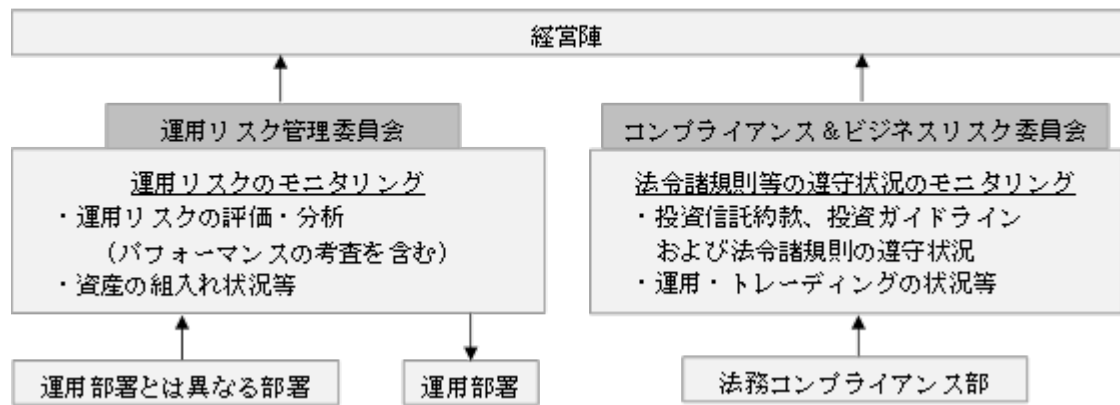 経営陣
運用リスク管理委員会
運用リスクのモニタリング
・運用リスクの評価・分析
（パフォーマンスの考査を含む）
・資産の組入れ状況等
運用部署とは異なる部署
運用部署
コンプライアンス＆ビジネスリスク委員会
法令諸規則等の遵守状況のモニタリング
・投資信託約款、投資ガイドライン
および法令諸規則の遵守状況
・運用・トレーディングの状況等
法務コンプライアンス部